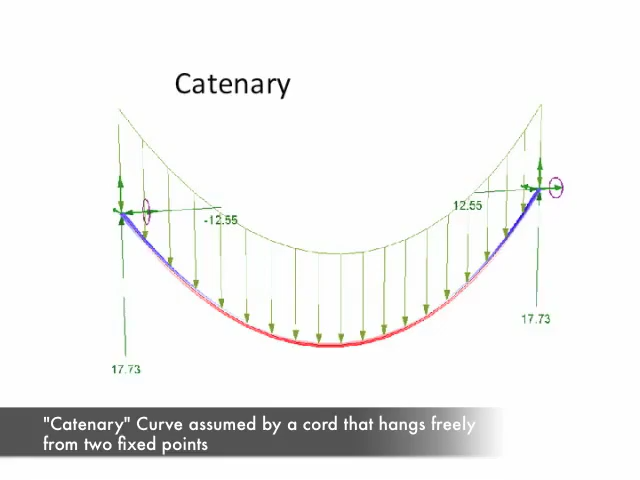 Catenary
-12.55
12.55
17.73
17.73
"Catenary" Curve assumed by a cord that hangs freely
from two fixed points